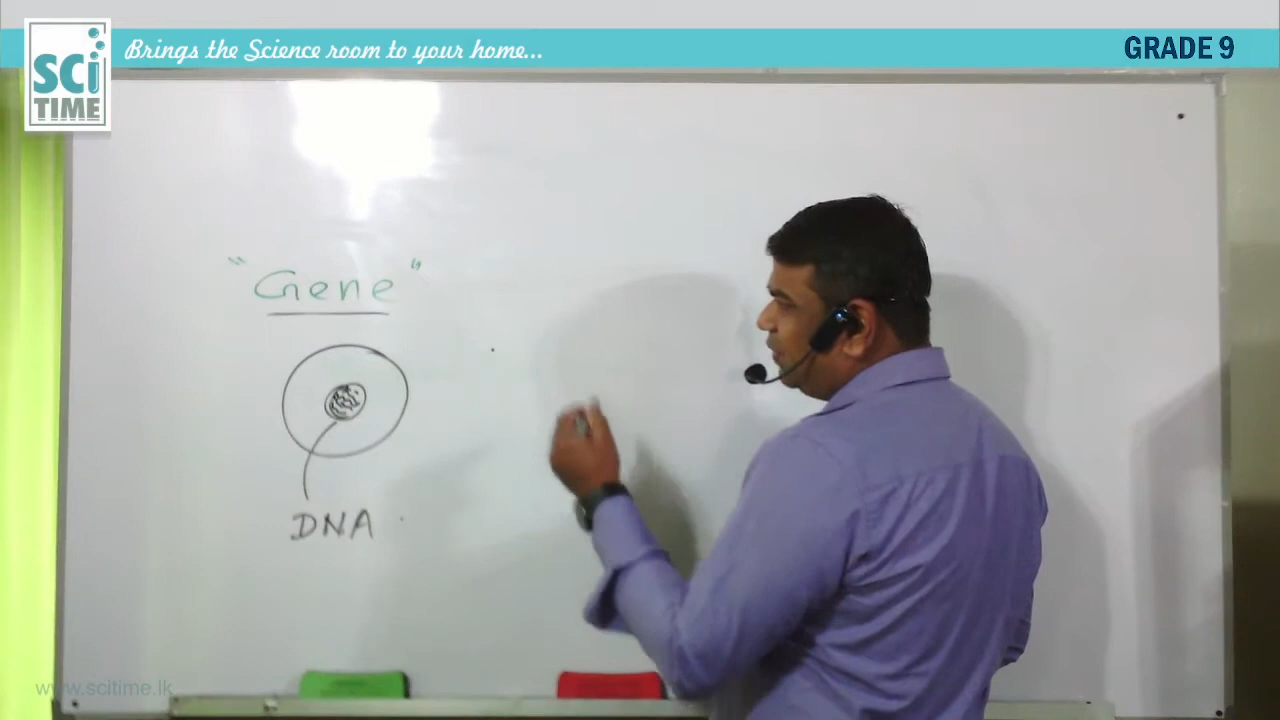 Brings the Science room to your home...
GRADE 9
SCi
TIME
"Gene"
DNA
www.scitime.lk